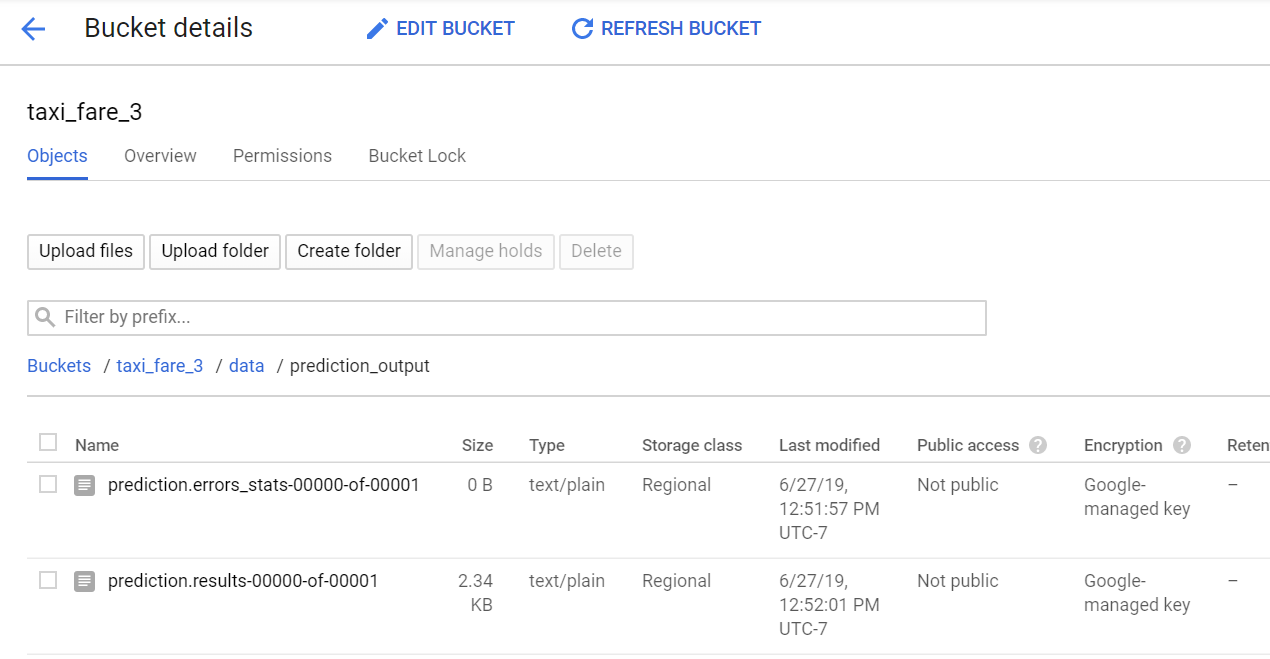 Bucket details EDIT BUCKET REFRESH BUCKET
taxi_fare_3
Objects Overview Permissions Bucket Lock
Upload files Upload folder Create folder Manage holds Delete
Filter by prefix...
Buckets / taxi_fare_3 / data / prediction_output
Name Size Type Storage class Last modified Public access ? Encryption ? Reten
prediction.errors_stats-00000-of-00001 0 B text/plain Regional 6/27/19, Not public Google- –
12:51:57 PM managed key
UTC-7
prediction.results-00000-of-00001 2.34 text/plain Regional 6/27/19, Not public Google- –
KB 12:52:01 PM managed key
UTC-7